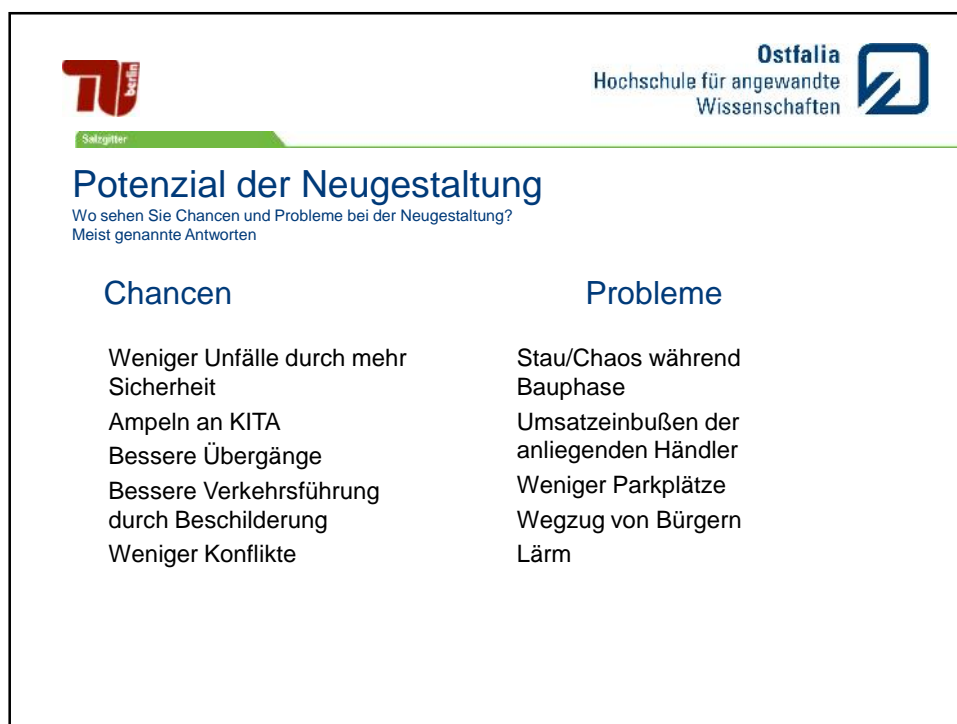 berlin
Ostfalia
Hochschule für angewandte
Wissenschaften
Salzgitter
Potenzial der Neugestaltung
Wo sehen Sie Chancen und Probleme bei der Neugestaltung?
Meist genannte Antworten
Chancen
Weniger Unfälle durch mehr
Sicherheit
Ampeln an KITA
Bessere Übergänge
Bessere Verkehrsführung
durch Beschilderung
Weniger Konflikte
Probleme
Stau/Chaos während
Bauphase
Umsatzeinbußen der
anliegenden Händler
Weniger Parkplätze
Wegzug von Bürgern
Lärm